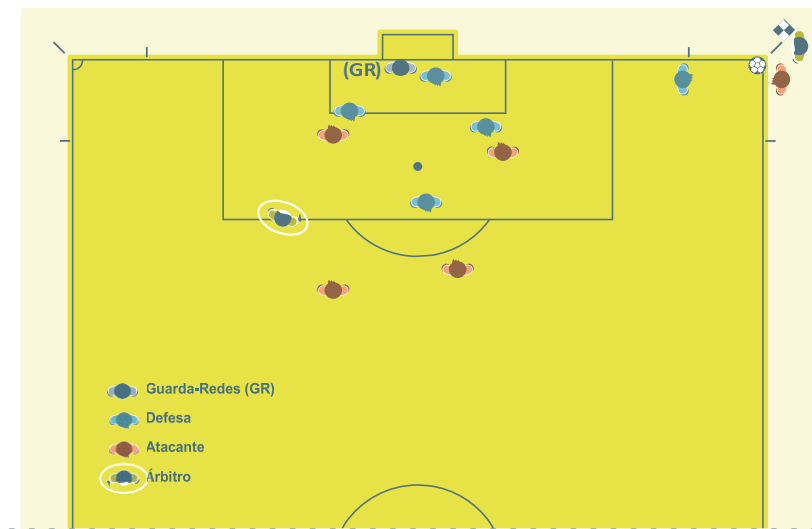 (GR)
Guarda-Redes (GR)
Defesa
Atacante
Árbitro